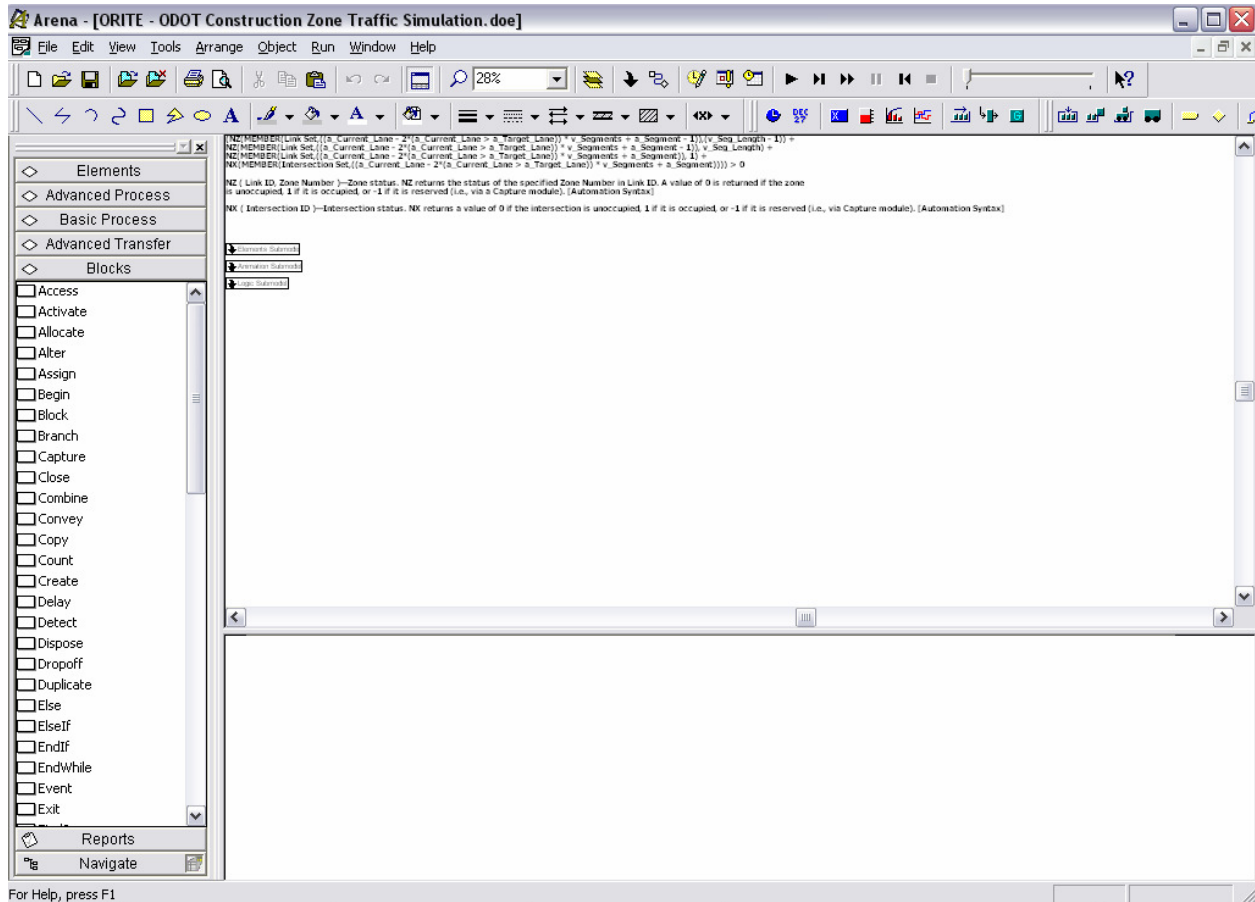 Arena - [ORITE - ODOT Construction Zone Traffic Simulation.doe]
File Edit View Tools Arrange Object Run Window Help
28%
[NZ(MEMBER(Link Set,((a_Current_Lane - 2*(a_Current_Lane > a_Target_Lane)) * v_Segments + a_Segment - 1)),(v_Seg_Length - 1)) +
NZ(MEMBER(Link Set,((a_Current_Lane - 2*(a_Current_Lane > a_Target_Lane)) * v_Segments + a_Segment - 1)), v_Seg_Length) +
NZ(MEMBER(Link Set,((a_Current_Lane - 2*(a_Current_Lane > a_Target_Lane)) * v_Segments + a_Segment)), 1) +
NX(MEMBER(Intersection Set,((a_Current_Lane - 2*(a_Current_Lane > a_Target_Lane)) * v_Segments + a_Segment)))) > 0
NZ ( Link ID, Zone Number )—Zone status. NZ returns the status of the specified Zone Number in Link ID. A value of 0 is returned if the zone
is unoccupied, 1 if it is occupied, or -1 if it is reserved (i.e., via a Capture module). [Automation Syntax]
NX ( Intersection ID )—Intersection status. NX returns a value of 0 if the intersection is unoccupied, 1 if it is occupied, or -1 if it is reserved (i.e., via Capture module). [Automation Syntax]
Elements Submodel
Animation Submodel
Logic Submodel
Elements
Advanced Process
Basic Process
Advanced Transfer
Blocks
Access
Activate
Allocate
Alter
Assign
Begin
Block
Branch
Capture
Close
Combine
Convey
Copy
Count
Create
Delay
Detect
Dispose
Dropoff
Duplicate
Else
ElseIf
EndIf
EndWhile
Event
Exit
Reports
Navigate
For Help, press F1